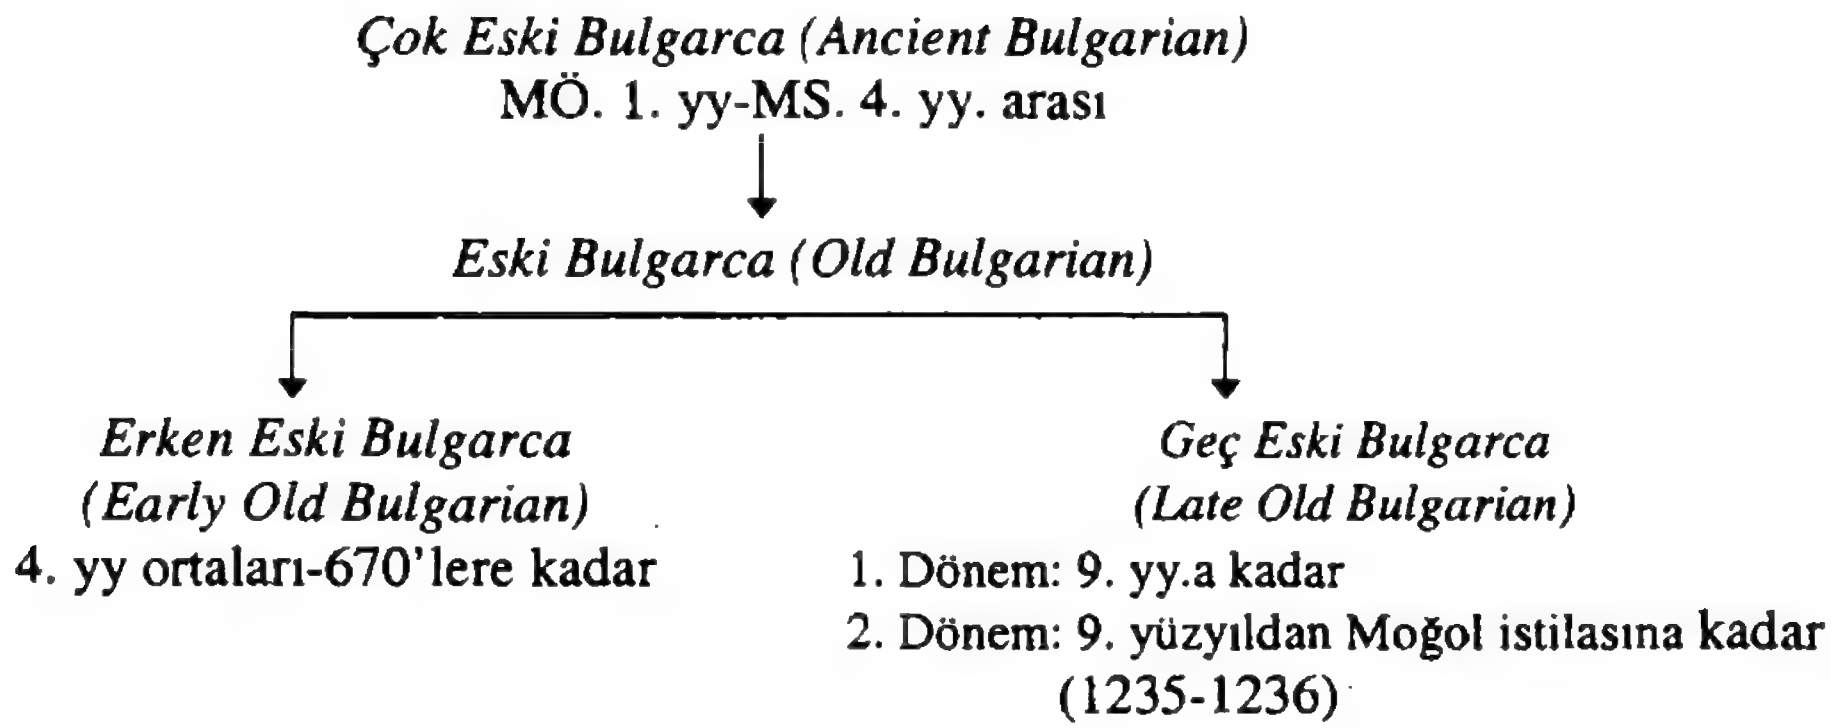 Çok Eski Bulgarca (Ancient Bulgarian)
MÖ. 1. yy-MS. 4. yy. arası
Eski Bulgarca (Old Bulgarian)
Erken Eski Bulgarca
(Early Old Bulgarian)
4. yy ortaları-670'lere kadar
Geç Eski Bulgarca
(Late Old Bulgarian)
1. Dönem: 9. yy.a kadar
2. Dönem: 9. yüzyıldan Moğol istilasına kadar
(1235-1236)